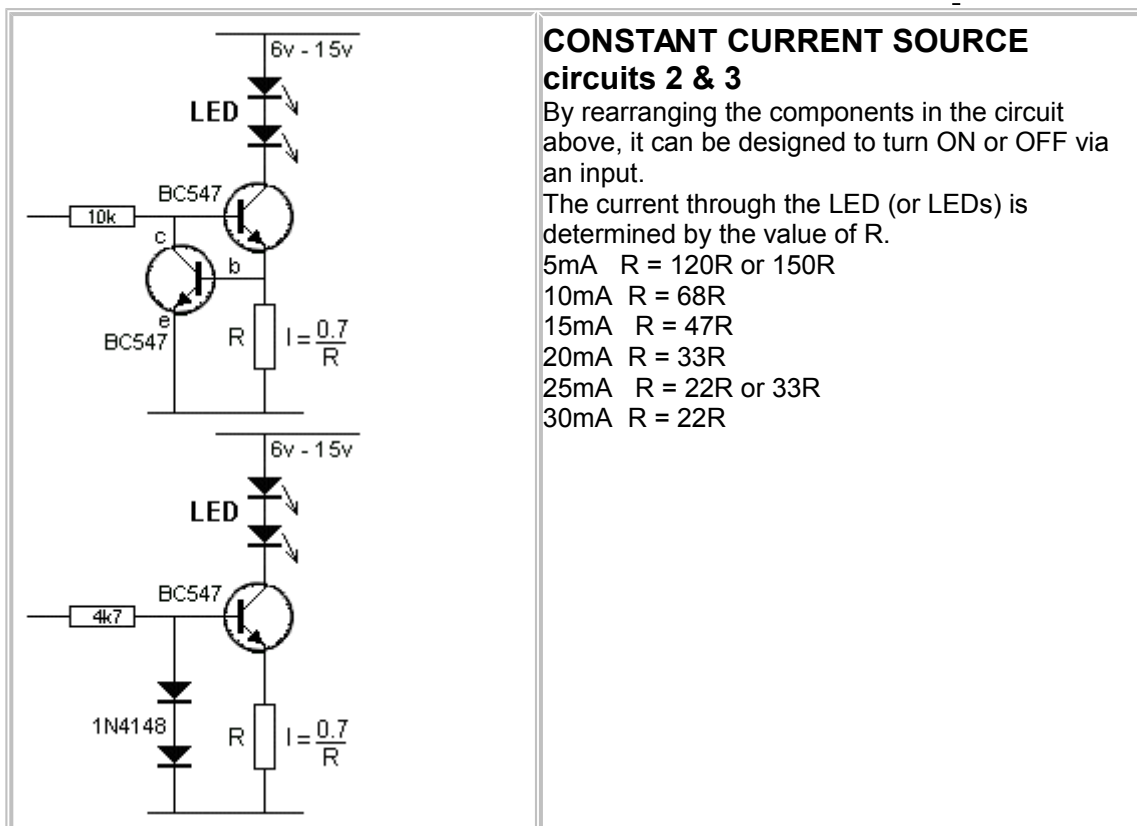 6v - 15v
LED
BC547
10k
c
b
e
BC547
R
I = 0.7
R
6v - 15v
LED
BC547
4k7
1N4148
R
I = 0.7
R
CONSTANT CURRENT SOURCE
circuits 2 & 3
By rearranging the components in the circuit
above, it can be designed to turn ON or OFF via
an input.
The current through the LED (or LEDs) is
determined by the value of R.
5mA R = 120R or 150R
10mA R = 68R
15mA R = 47R
20mA R = 33R
25mA R = 22R or 33R
30mA R = 22R